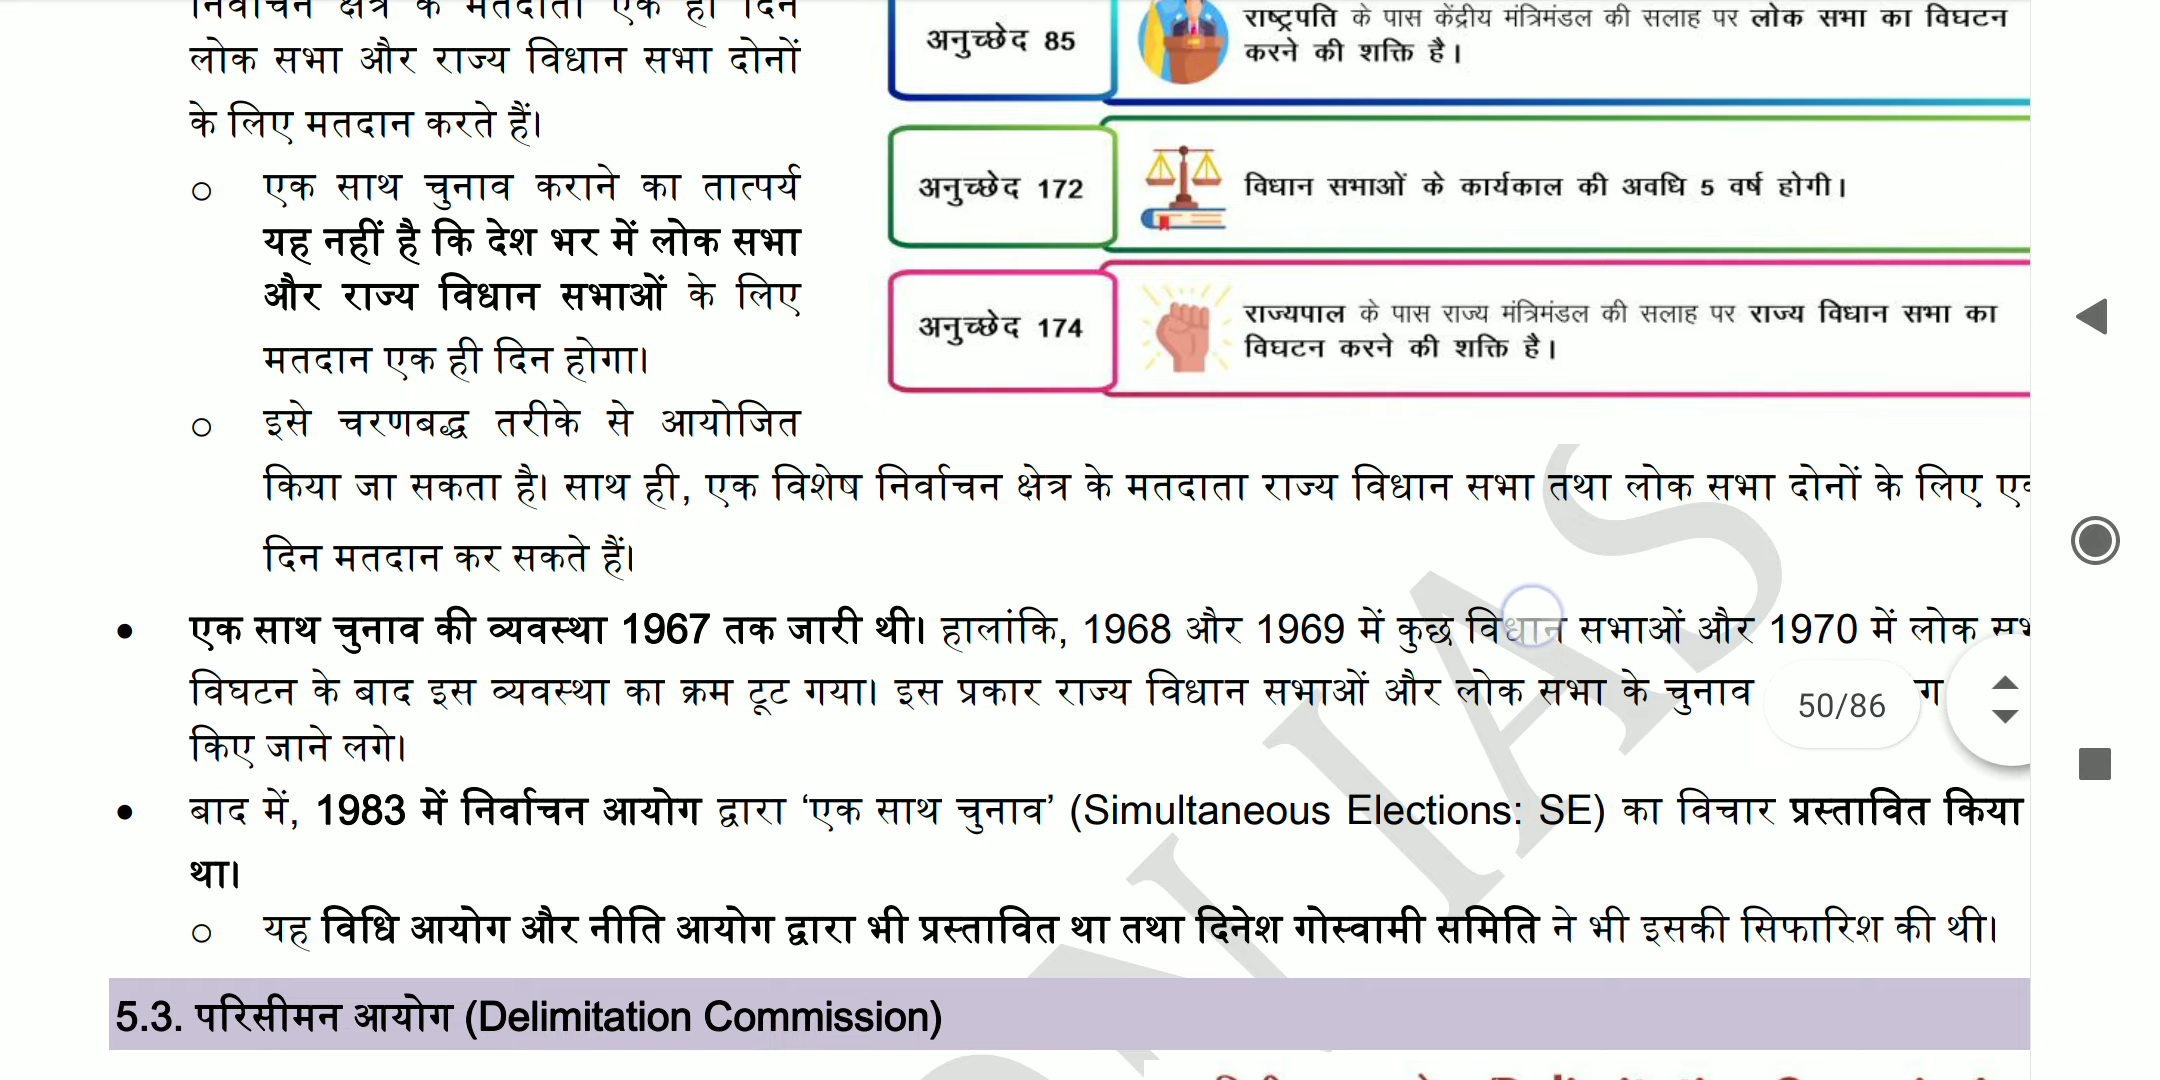 निर्वाचन क्षेत्र के मतदाता एक ही दिन
लोक सभा और राज्य विधान सभा दोनों
के लिए मतदान करते हैं।
o एक साथ चुनाव कराने का तात्पर्य
यह नहीं है कि देश भर में लोक सभा
और राज्य विधान सभाओं के लिए
मतदान एक ही दिन होगा।
o इसे चरणबद्ध तरीके से आयोजित
अनुच्छेद 85
राष्ट्रपति के पास केंद्रीय मंत्रिमंडल की सलाह पर लोक सभा का विघटन
करने की शक्ति है।
अनुच्छेद 172
विधान सभाओं के कार्यकाल की अवधि 5 वर्ष होगी।
अनुच्छेद 174
राज्यपाल के पास राज्य मंत्रिमंडल की सलाह पर राज्य विधान सभा का
विघटन करने की शक्ति है।
किया जा सकता है। साथ ही, एक विशेष निर्वाचन क्षेत्र के मतदाता राज्य विधान सभा तथा लोक सभा दोनों के लिए
दिन मतदान कर सकते हैं।
• एक साथ चुनाव की व्यवस्था 1967 तक जारी थी। हालांकि, 1968 और 1969 में कुछ विधान सभाओं और 1970 में लोक
विघटन के बाद इस व्यवस्था का क्रम टूट गया। इस प्रकार राज्य विधान सभाओं और लोक सभा के चुनाव
50/86
किए जाने लगे।
• बाद में, 1983 में निर्वाचन आयोग द्वारा ‘एक साथ चुनाव’ (Simultaneous Elections: SE) का विचार प्रस्तावित किया
था।
o यह विधि आयोग और नीति आयोग द्वारा भी प्रस्तावित था तथा दिनेश गोस्वामी समिति ने भी इसकी सिफारिश की थी।
5.3. परिसीमन आयोग (Delimitation Commission)